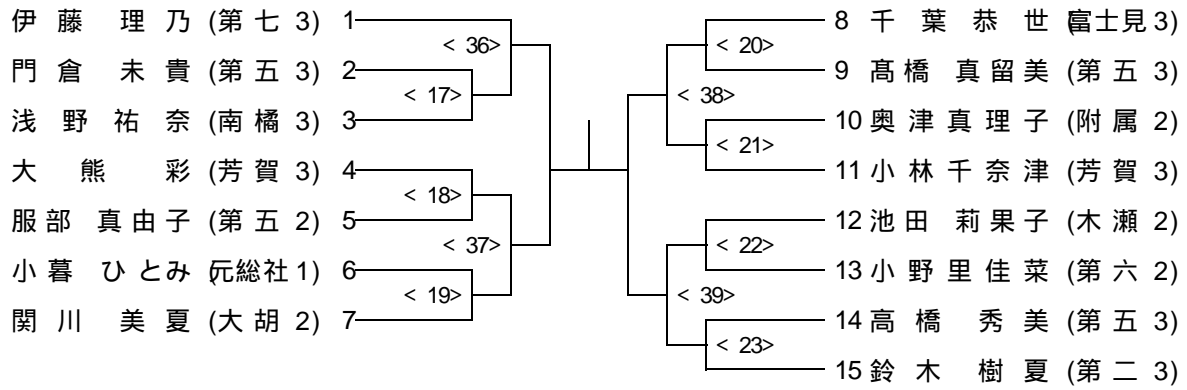 伊藤 理乃 (第七 3) 1
< 36>
門倉 未貴 (第五 3) 2
< 17>
浅野祐奈 (南橘 3) 3
大熊 彩 (芳賀 3) 4
< 18>
服部 真由子 (第五 2) 5
< 37>
小暮 ひとみ (元総社 1) 6
< 19>
関川 美夏 (大胡 2) 7
8 千葉恭世 (富士見 3)
< 20>
9 髙橋 真留美 (第五 3)
< 38>
10 奥津真理子 (附属 2)
< 21>
11 小林千奈津 (芳賀 3)
12 池田 莉果子 (木瀬 2)
< 22>
13 小野里佳菜 (第六 2)
< 39>
14 高橋 秀美 (第五 3)
< 23>
15 鈴木 樹夏 (第二 3)